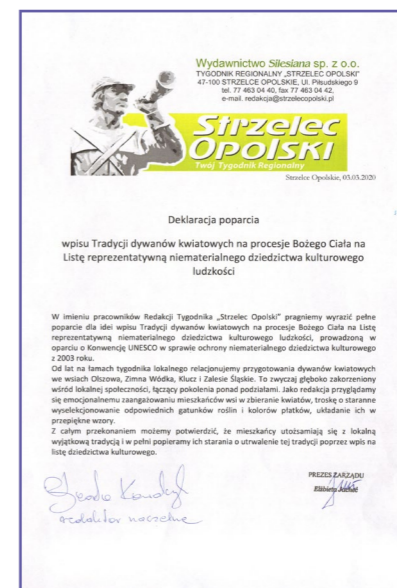 Wydawnictwo Silesiana sp. z o.o.
TYGODNIK REGIONALNY „STRZELEC OPOLSKI”
47-100 STRZELCE OPOLSKIE, Ul. Piłsudskiego 9
tel. 77 463 04 40, fax 77 463 04 42,
e-mail. redakcja@strzelecopolski.pl
Strzelec
Opolski
Twój Tygodnik Regionalny
Strzelce Opolskie, 03.03.2020
Deklaracja poparcia
wpisu Tradycji dywanów kwiatowych na procesje Bożego Ciała na
Listę reprezentatywną niematerialnego dziedzictwa kulturowego
ludzkości
W imieniu pracowników Redakcji Tygodnika „Strzelec Opolski” pragniemy wyrazić pełne
poparcie dla idei wpisu Tradycji dywanów kwiatowych na procesje Bożego Ciała na Listę
reprezentatywną niematerialnego dziedzictwa kulturowego ludzkości, prowadzoną w
oparciu o Konwencję UNESCO w sprawie ochrony niematerialnego dziedzictwa kulturowego
z 2003 roku.
Od lat na łamach tygodnika lokalnego relacjonujemy przygotowania dywanów kwiatowych
we wsiach Olszowa, Zimna Wódka, Klucz i Zalesie Śląskie. To zwyczaj głęboko zakorzeniony
wśród lokalnej społeczności, łączący pokolenia ponad podziałami. Jako redakcja przyglądamy
się emocjonalnemu zaangażowaniu mieszkańców wsi w zbieranie kwiatów, troskę o staranne
wyselekcjonowanie odpowiednich gatunków roślin i kolorów płatków, układanie ich w
przepiękne wzory.
Z całym przekonaniem możemy potwierdzić, że mieszkańcy utożsamiają się z lokalną
wyjątkową tradycją i w pełni popieramy ich starania o utrwalenie tej tradycji poprzez wpis na
listę dziedzictwa kulturowego.
PREZES ZARZĄDU
Elżbieta
redaktor naczelne